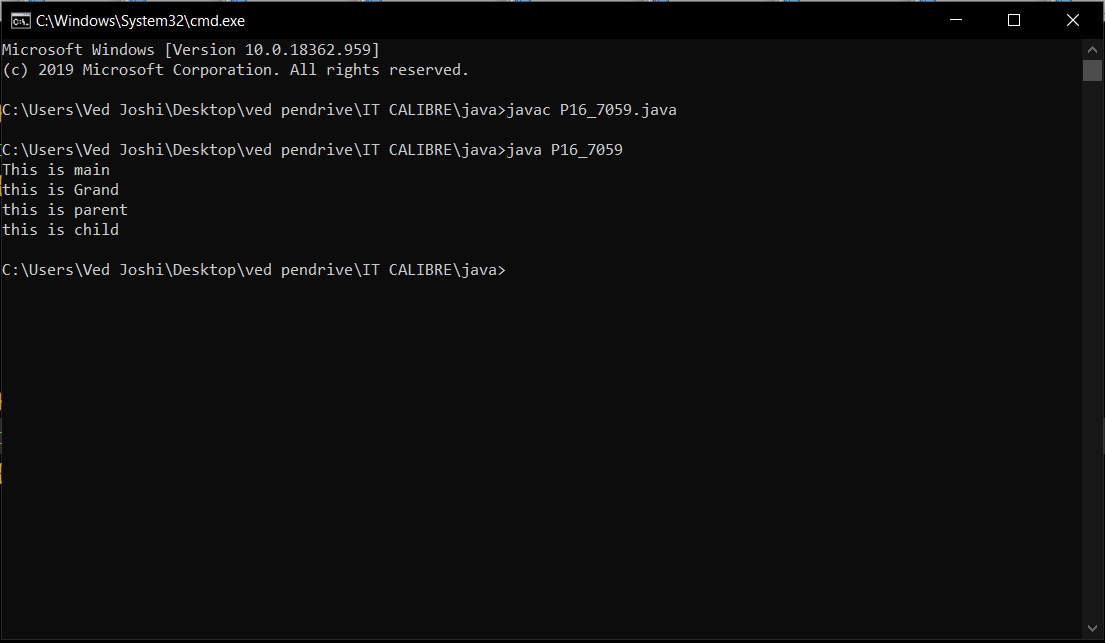 C:\Windows\System32\cmd.exe
Microsoft Windows [Version 10.0.18362.959]
(c) 2019 Microsoft Corporation. All rights reserved.
C:\Users\Ved Joshi\Desktop\ved pendrive\IT CALIBRE\java>javac P16_7059.java
C:\Users\Ved Joshi\Desktop\ved pendrive\IT CALIBRE\java>java P16_7059
This is main
this is Grand
this is parent
this is child
C:\Users\Ved Joshi\Desktop\ved pendrive\IT CALIBRE\java>